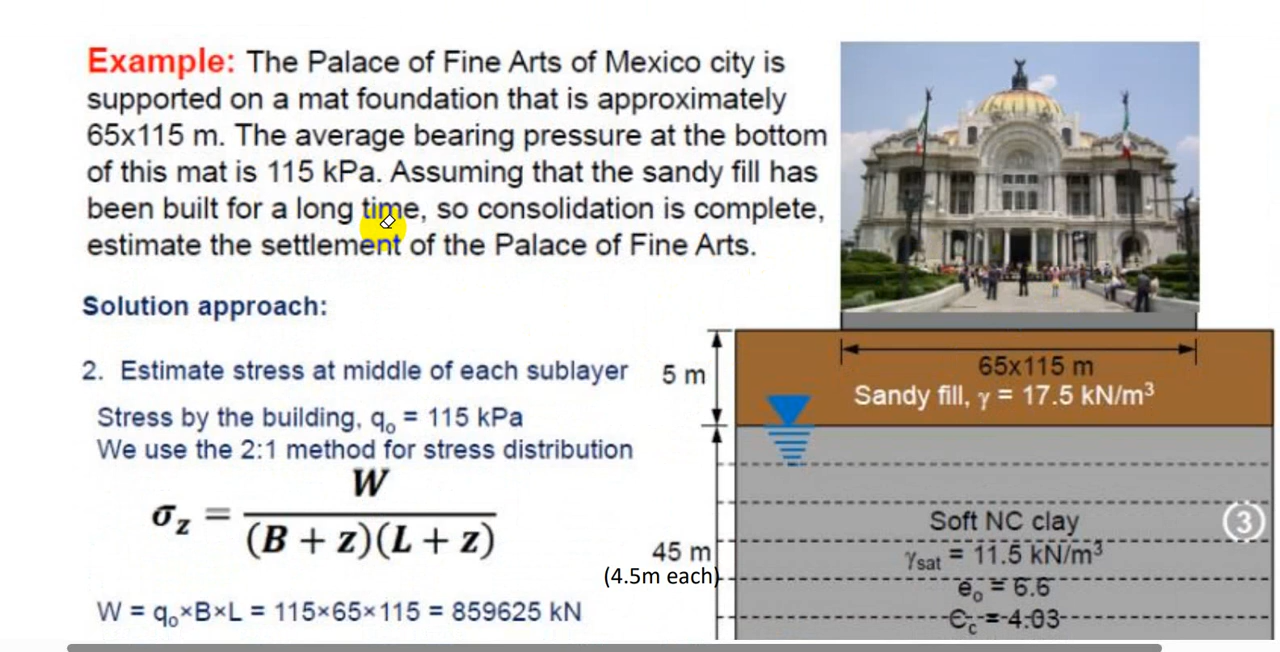 Example: The Palace of Fine Arts of Mexico city is
supported on a mat foundation that is approximately
65x115 m. The average bearing pressure at the bottom
of this mat is 115 kPa. Assuming that the sandy fill has
been built for a long time, so consolidation is complete,
estimate the settlement of the Palace of Fine Arts.
Solution approach:
2. Estimate stress at middle of each sublayer
Stress by the building, qₒ = 115 kPa
We use the 2:1 method for stress distribution
σ_z = W / (B + z)(L + z)
W = qₒ×B×L = 115×65×115 = 859625 kN
5 m
65x115 m
Sandy fill, γ = 17.5 kN/m³
45 m
(4.5m each)
Soft NC clay
γsat = 11.5 kN/m³
eₒ = 6.6
Cc = 4.03
3